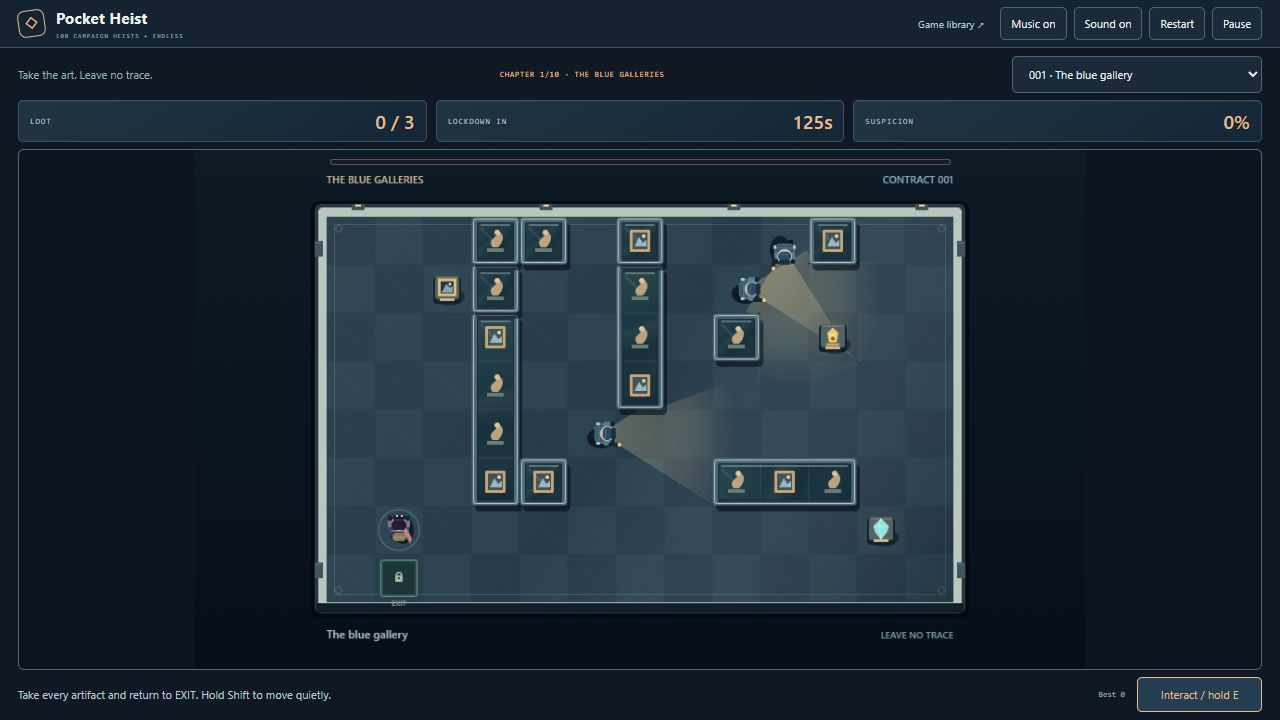 Pocket Heist
100 CAMPAIGN HEISTS + ENDLESS
Game library ↗
Music on
Sound on
Restart
Pause
Take the art. Leave no trace.
CHAPTER 1/10 · THE BLUE GALLERIES
001 · The blue gallery
LOOT
0 / 3
LOCKDOWN IN
125s
SUSPICION
0%
THE BLUE GALLERIES
CONTRACT 001
EXIT
The blue gallery
LEAVE NO TRACE
Take every artifact and return to EXIT. Hold Shift to move quietly.
Best 0
Interact / hold E